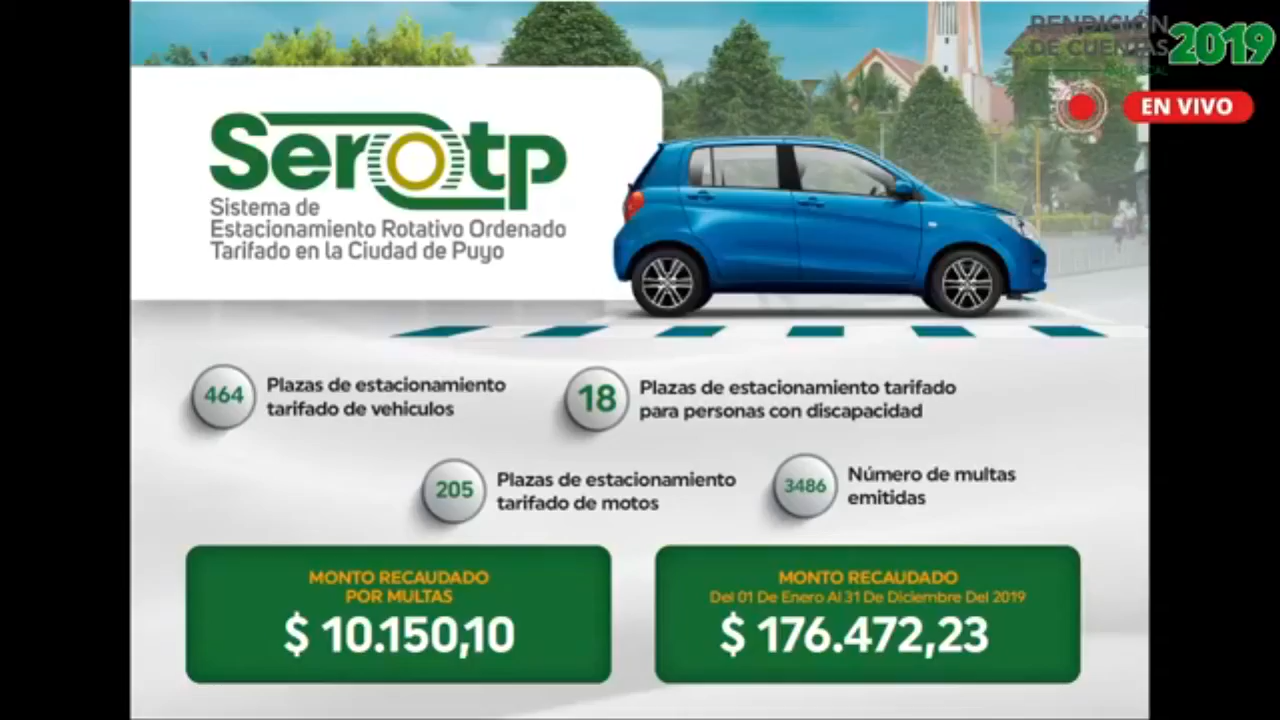 RENDICIÓN
DE CUENTAS
2019
EN VIVO
Serotp
Sistema de
Estacionamiento Rotativo Ordenado
Tarifado en la Ciudad de Puyo
464
Plazas de estacionamiento
tarifado de vehiculos
18
Plazas de estacionamiento tarifado
para personas con discapacidad
205
Plazas de estacionamiento
tarifado de motos
3486
Número de multas
emitidas
MONTO RECAUDADO
POR MULTAS
$ 10.150,10
MONTO RECAUDADO
Del 01 De Enero Al 31 De Diciembre Del 2019
$ 176.472,23